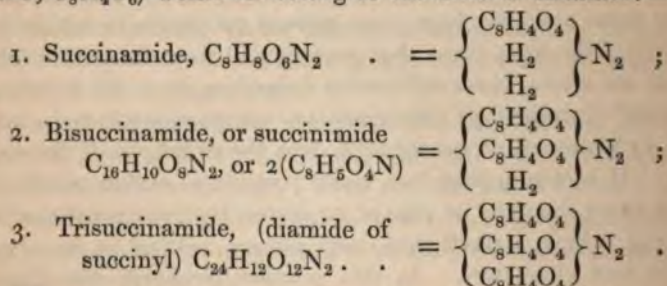 1. Succinamide, C₈H₈O₆N₂ . = { C₈H₄O₄ H₂ H₂ } N₂ ;
2. Bisuccinamide, or succinimide
C₁₆H₁₀O₈N₂, or 2(C₈H₅O₄N) = { C₈H₄O₄ C₈H₄O₄ H₂ } N₂ ;
3. Trisuccinamide, (diamide of
succinyl) C₂₄H₁₂O₁₂N₂ . . = { C₈H₄O₄ C₈H₄O₄ C₈H₄O₄ } N₂ .